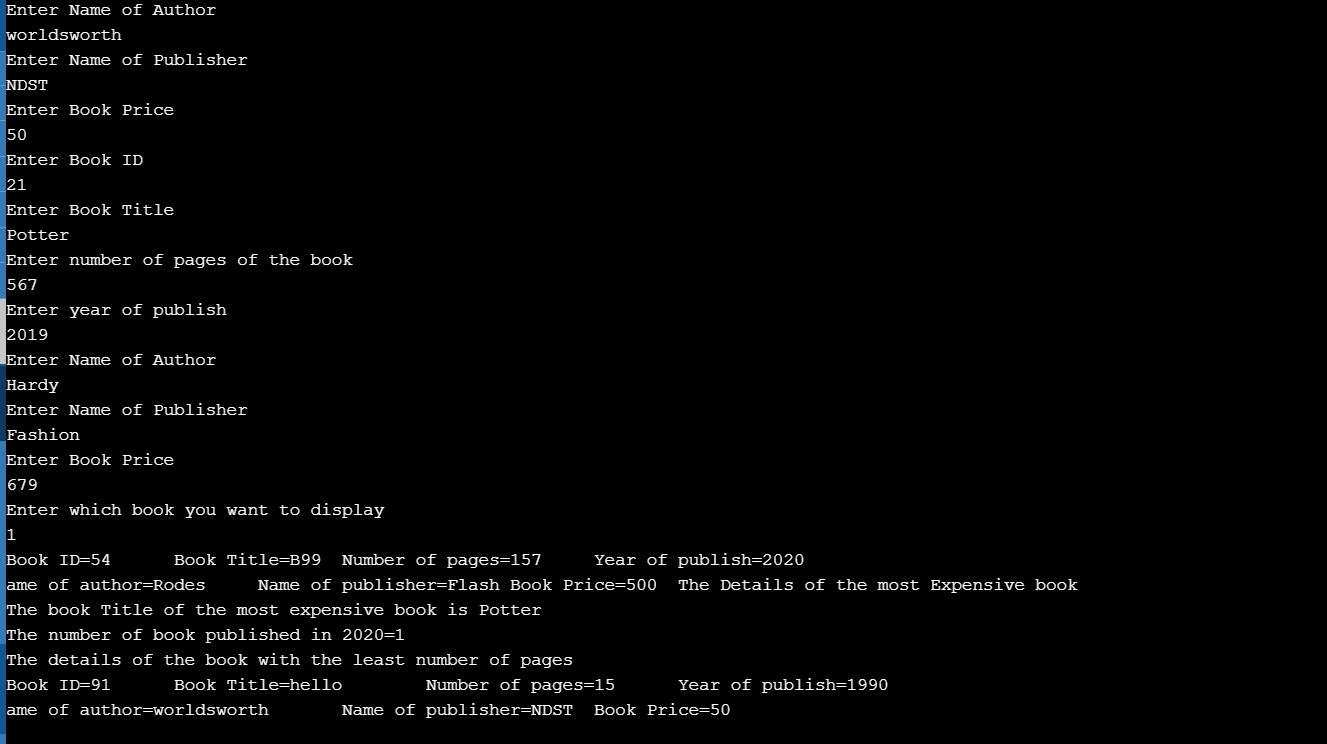 Enter Name of Author
worldsworth
Enter Name of Publisher
NDST
Enter Book Price
50
Enter Book ID
21
Enter Book Title
Potter
Enter number of pages of the book
567
Enter year of publish
2019
Enter Name of Author
Hardy
Enter Name of Publisher
Fashion
Enter Book Price
679
Enter which book you want to display
1
Book ID=54      Book Title=B99  Number of pages=157     Year of publish=2020
ame of author=Rodes     Name of publisher=Flash Book Price=500  The Details of the most Expensive book
The book Title of the most expensive book is Potter
The number of book published in 2020=1
The details of the book with the least number of pages
Book ID=91      Book Title=hello        Number of pages=15      Year of publish=1990
ame of author=worldsworth       Name of publisher=NDST  Book Price=50